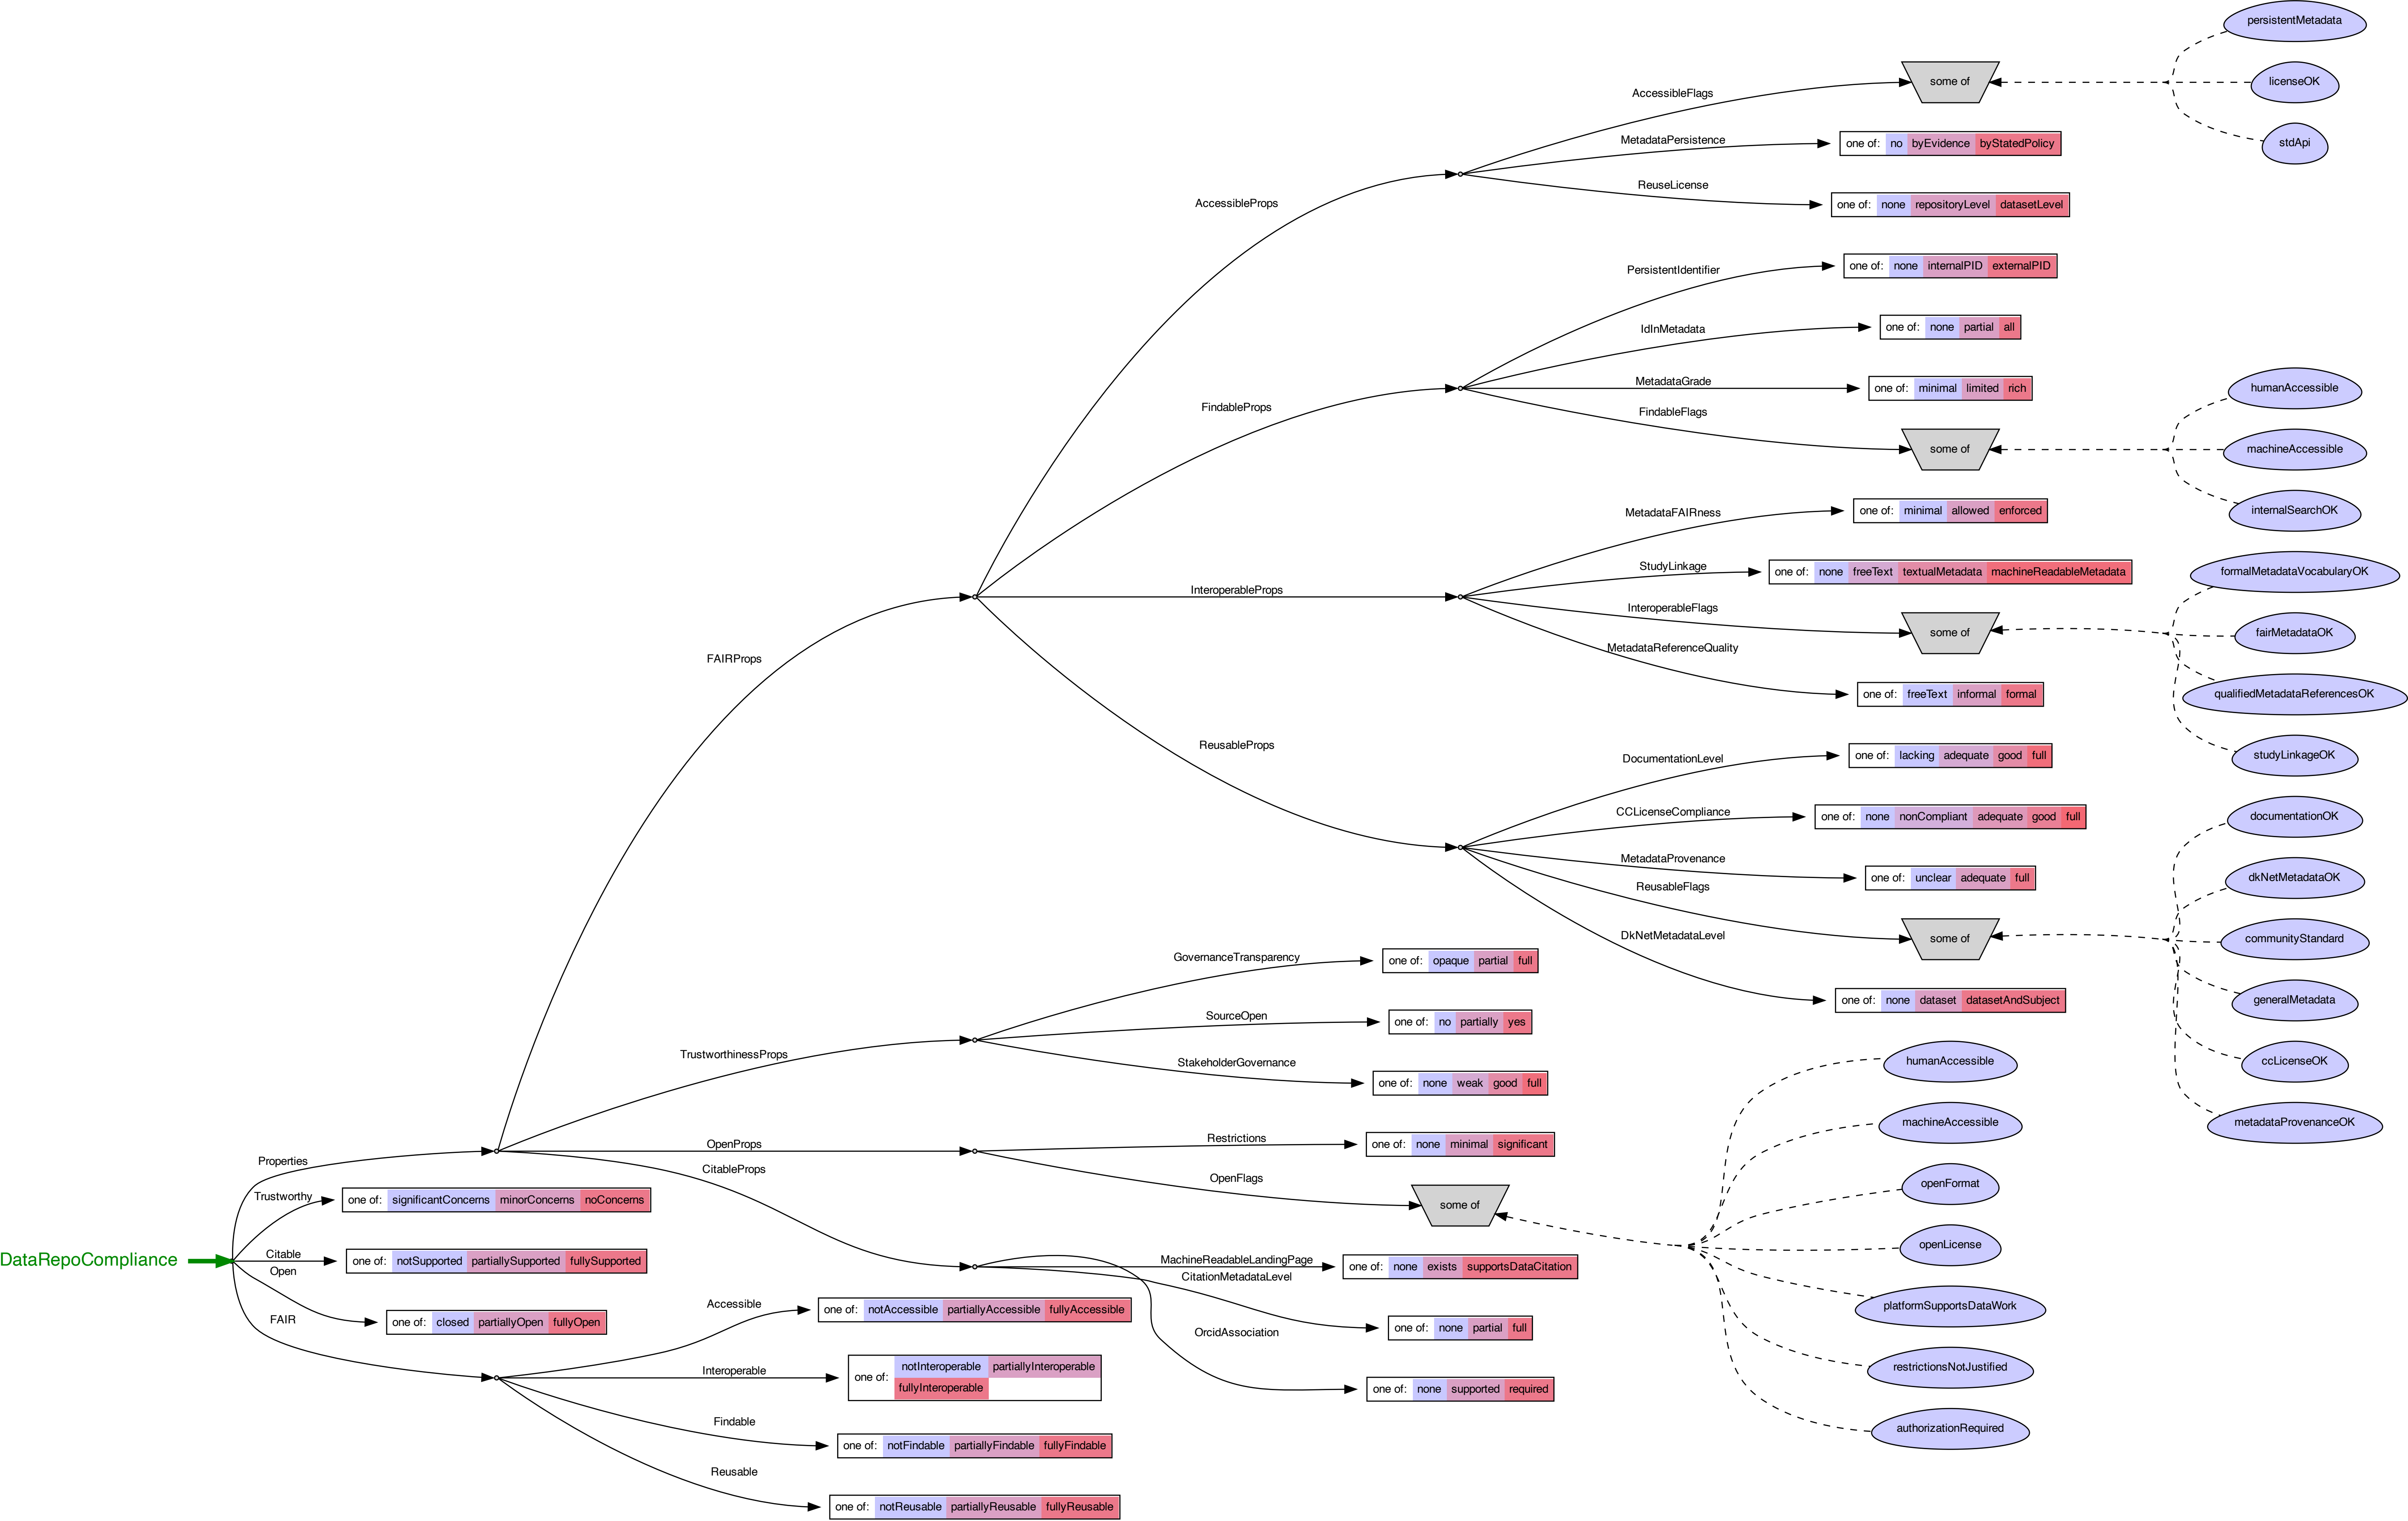 persistentMetadata
some of
licenseOK
AccessibleFlags
MetadataPersistence
one of: no byEvidence byStatedPolicy
stdApi
ReuseLicense
AccessibleProps
one of: none repositoryLevel datasetLevel
PersistentIdentifier
one of: none internalPID externalPID
IdInMetadata
one of: none partial all
MetadataGrade
one of: minimal limited rich
humanAccessible
FindableProps
FindableFlags
some of
machineAccessible
MetadataFAIRness
one of: minimal allowed enforced
internalSearchOK
StudyLinkage
one of: none freeText textualMetadata machineReadableMetadata
formalMetadataVocabularyOK
InteroperableProps
InteroperableFlags
some of
fairMetadataOK
FAIRProps
MetadataReferenceQuality
one of: freeText informal formal
qualifiedMetadataReferencesOK
ReusableProps
DocumentationLevel
one of: lacking adequate good full
studyLinkageOK
CCLicenseCompliance
one of: none nonCompliant adequate good full
documentationOK
MetadataProvenance
one of: unclear adequate full
dkNetMetadataOK
ReusableFlags
DkNetMetadataLevel
some of
communityStandard
GovernanceTransparency
one of: opaque partial full
one of: none dataset datasetAndSubject
generalMetadata
SourceOpen
one of: no partially yes
TrustworthinessProps
StakeholderGovernance
one of: none weak good full
humanAccessible
ccLicenseOK
OpenProps
Restrictions
one of: none minimal significant
machineAccessible
metadataProvenanceOK
Properties
CitableProps
OpenFlags
some of
openFormat
Trustworthy
one of: significantConcerns minorConcerns noConcerns
openLicense
DataRepoCompliance
Citable
one of: notSupported partiallySupported fullySupported
MachineReadableLandingPage
one of: none exists supportsDataCitation
Open
CitationMetadataLevel
platformSupportsDataWork
FAIR
one of: closed partiallyOpen fullyOpen
Accessible
one of: notAccessible partiallyAccessible fullyAccessible
OrcidAssociation
one of: none partial full
restrictionsNotJustified
Interoperable
one of: notInteroperable partiallyInteroperable
fullyInteroperable
one of: none supported required
authorizationRequired
Findable
one of: notFindable partiallyFindable fullyFindable
Reusable
one of: notReusable partiallyReusable fullyReusable